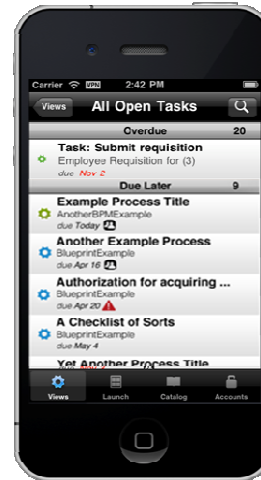 Carrier VPN 2:42 PM
Views All Open Tasks
Overdue 20
Task: Submit requisition
Employee Requisition for (3)
due Nov 2
Due Later 9
Example Process Title
AnotherBPMExample
due Today
Another Example Process
BlueprintExample
due Apr 16
Authorization for acquiring ...
BlueprintExample
due Apr 20
A Checklist of Sorts
BlueprintExample
due May 4
Yet Another Process Title
Views Launch Catalog Accounts